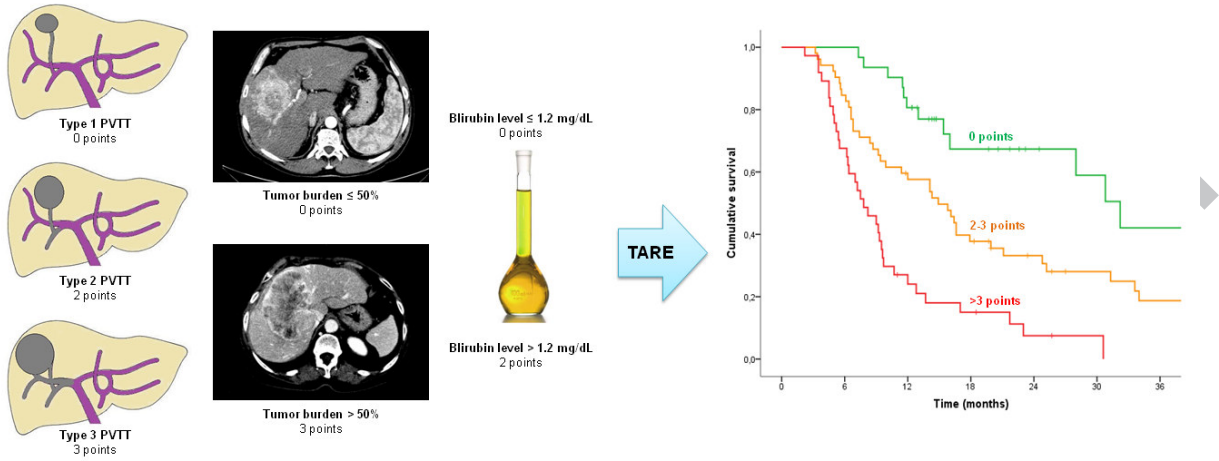 Type 1 PVTT
0 points
Type 2 PVTT
2 points
Type 3 PVTT
3 points
Tumor burden ≤ 50%
0 points
Tumor burden > 50%
3 points
Blirubin level ≤ 1.2 mg/dL
0 points
Blirubin level > 1.2 mg/dL
2 points
TARE
Cumulative survival
1,0
0,8
0,6
0,4
0,2
0,0
0 points
2-3 points
>3 points
0
6
12
18
24
30
36
Time (months)